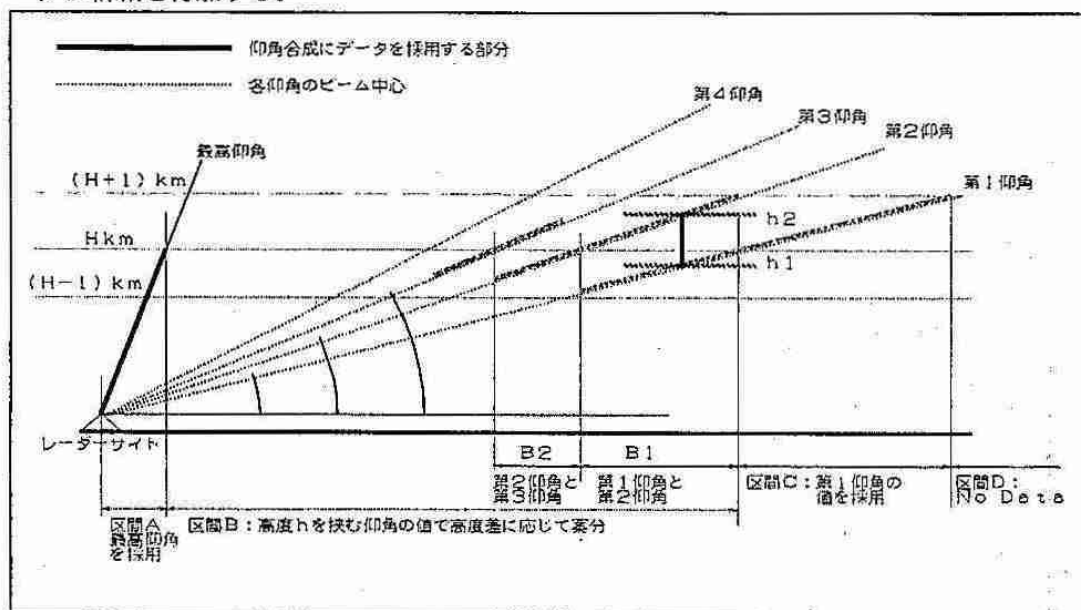 仰角合成にデータを採用する部分
各仰角のビーム中心
第4仰角
第3仰角
第2仰角
第1仰角
最高仰角
(H+1) km
Hkm
(H-1) km
h2
h1
レーダーサイト
B2
B1
第2仰角と
第3仰角
第1仰角と
第2仰角
区間C:第1仰角の
値を採用
区間D:
No Data
区間A
最高仰角
を採用
区間B:高度hを挟む仰角の値で高度差に応じて案分